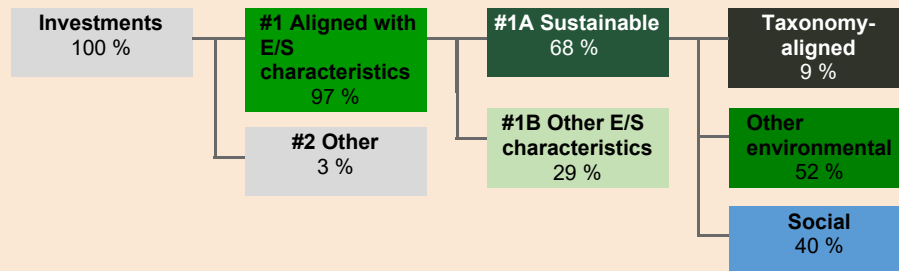 Investments
100 %
#1 Aligned with
E/S
characteristics
97 %
#2 Other
3 %
#1A Sustainable
68 %
#1B Other E/S
characteristics
29 %
Taxonomy-
aligned
9 %
Other
environmental
52 %
Social
40 %